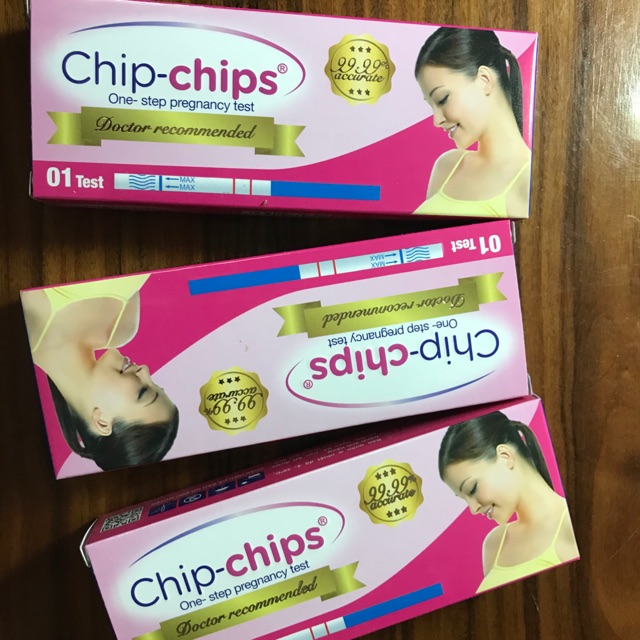 Chip-chips®
One- step pregnancy test
Doctor recommended
99.99%
accurate
01 Test
MAX
MAX
01 Test
MAX
MAX
Doctor recommended
One- step pregnancy test
Chip-chips®
99.99%
accurate
99.99%
accurate
Chip-chips®
One- step pregnancy test
Doctor recommended